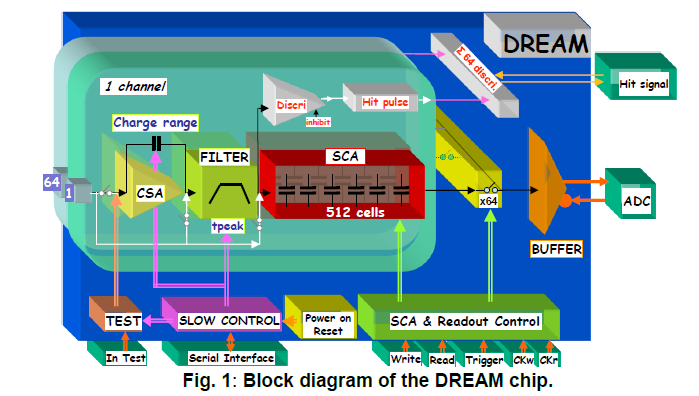 DREAM
Σ 64 discri.
Hit signal
1 channel
Discri
Hit pulse
inhibit
Charge range
FILTER
SCA
64
1
CSA
512 cells
x64
ADC
tpeak
BUFFER
TEST
SLOW CONTROL
Power on
Reset
SCA & Readout Control
In Test
Serial Interface
Write
Read
Trigger
CKw
CKr
Fig. 1: Block diagram of the DREAM chip.